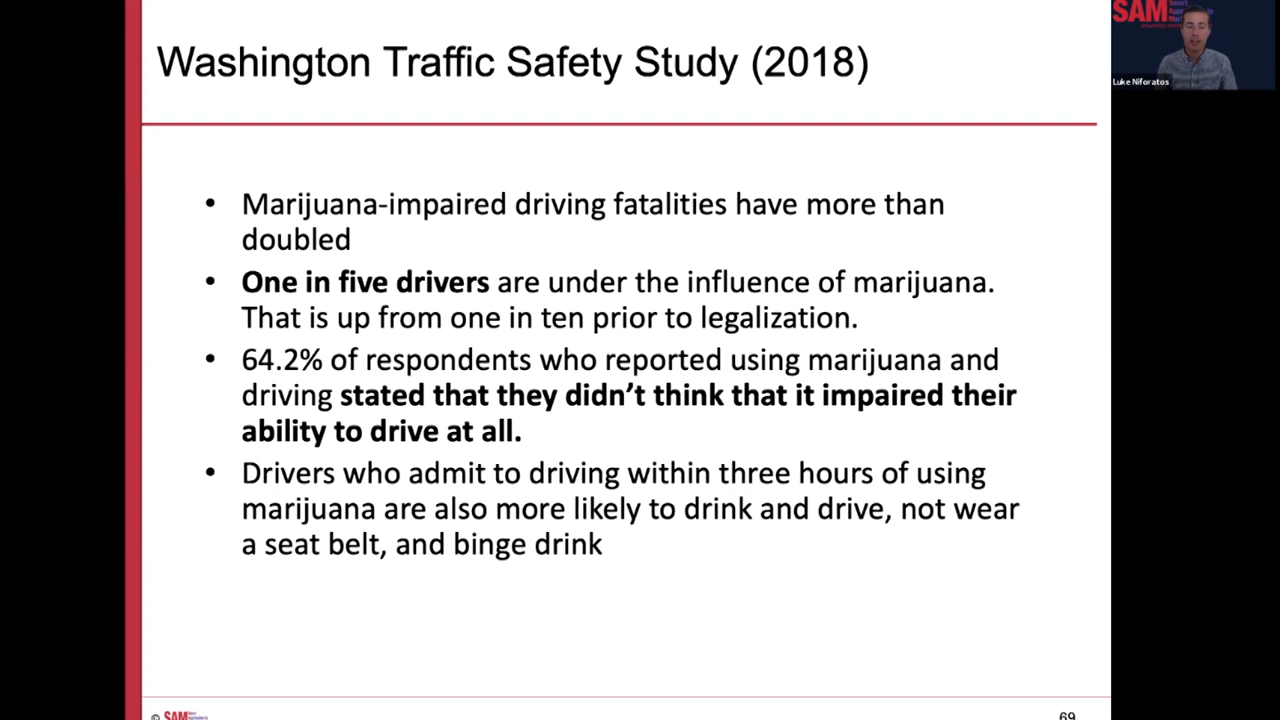 Washington Traffic Safety Study (2018)
• Marijuana-impaired driving fatalities have more than
doubled
• One in five drivers are under the influence of marijuana.
That is up from one in ten prior to legalization.
• 64.2% of respondents who reported using marijuana and
driving stated that they didn’t think that it impaired their
ability to drive at all.
• Drivers who admit to driving within three hours of using
marijuana are also more likely to drink and drive, not wear
a seat belt, and binge drink
SAM
Luke Niforatos
© SAM
69